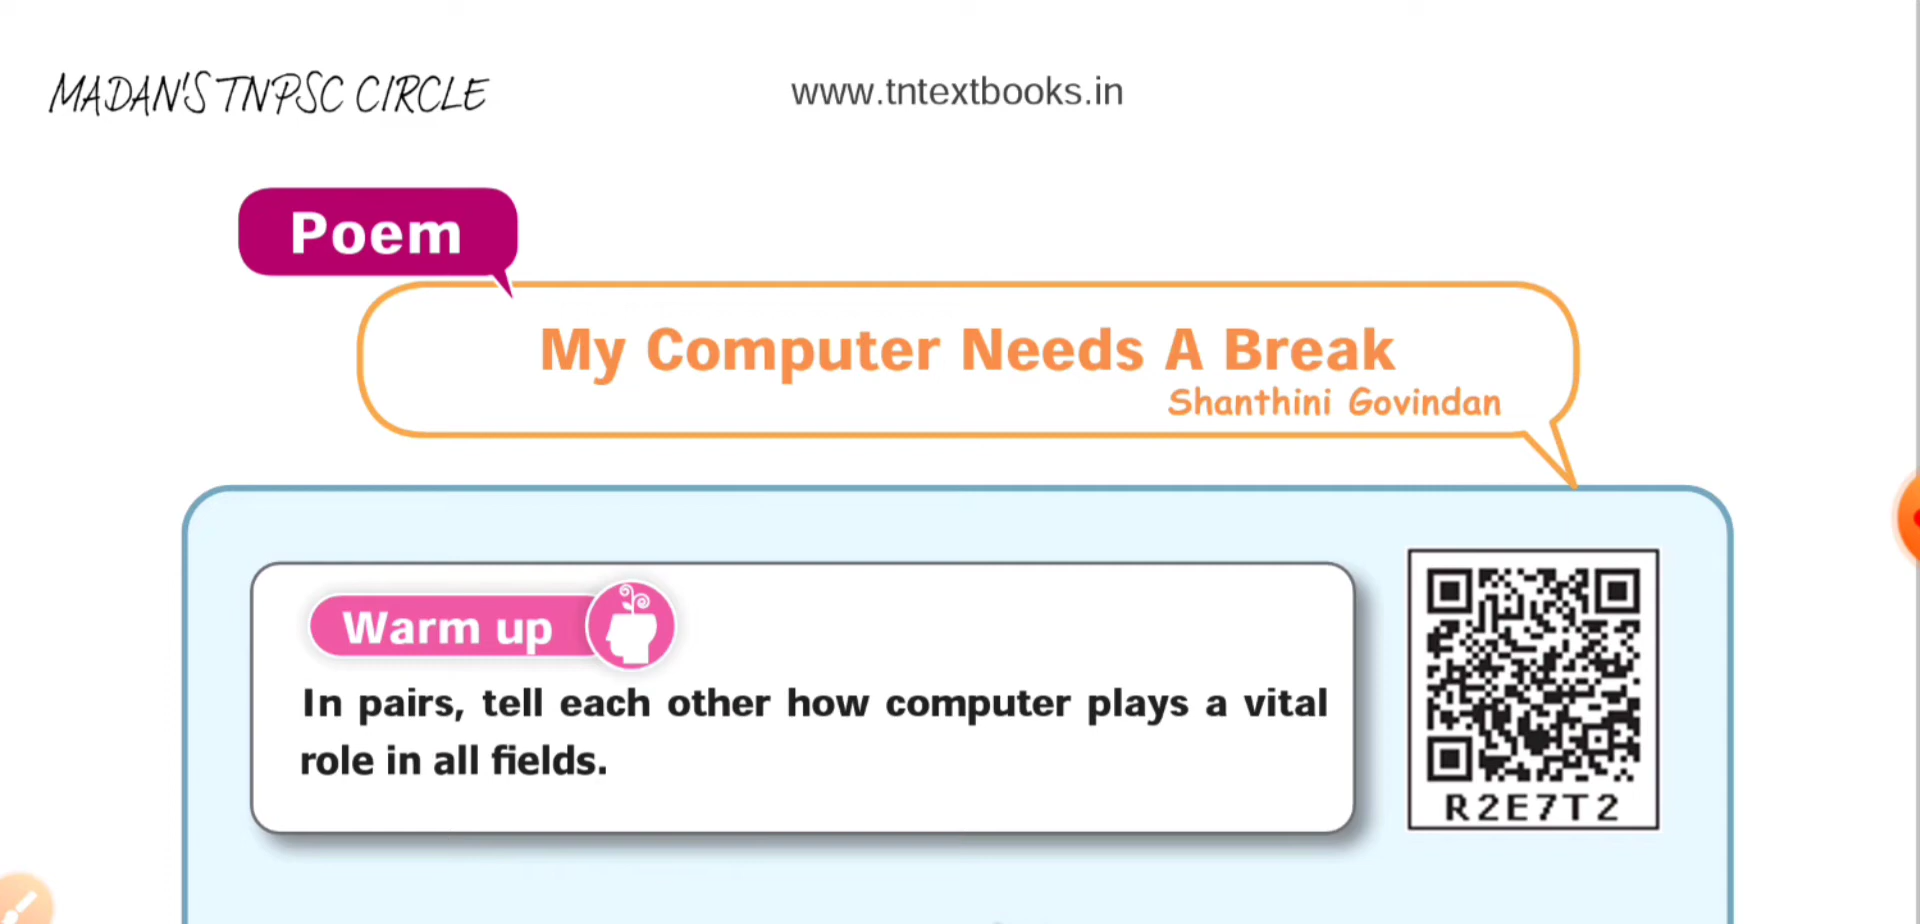 MADAN'S TNPSC CIRCLE
www.tntextbooks.in
Poem
My Computer Needs A Break
Shanthini Govindan
Warm up
In pairs, tell each other how computer plays a vital
role in all fields.
R2E7T2